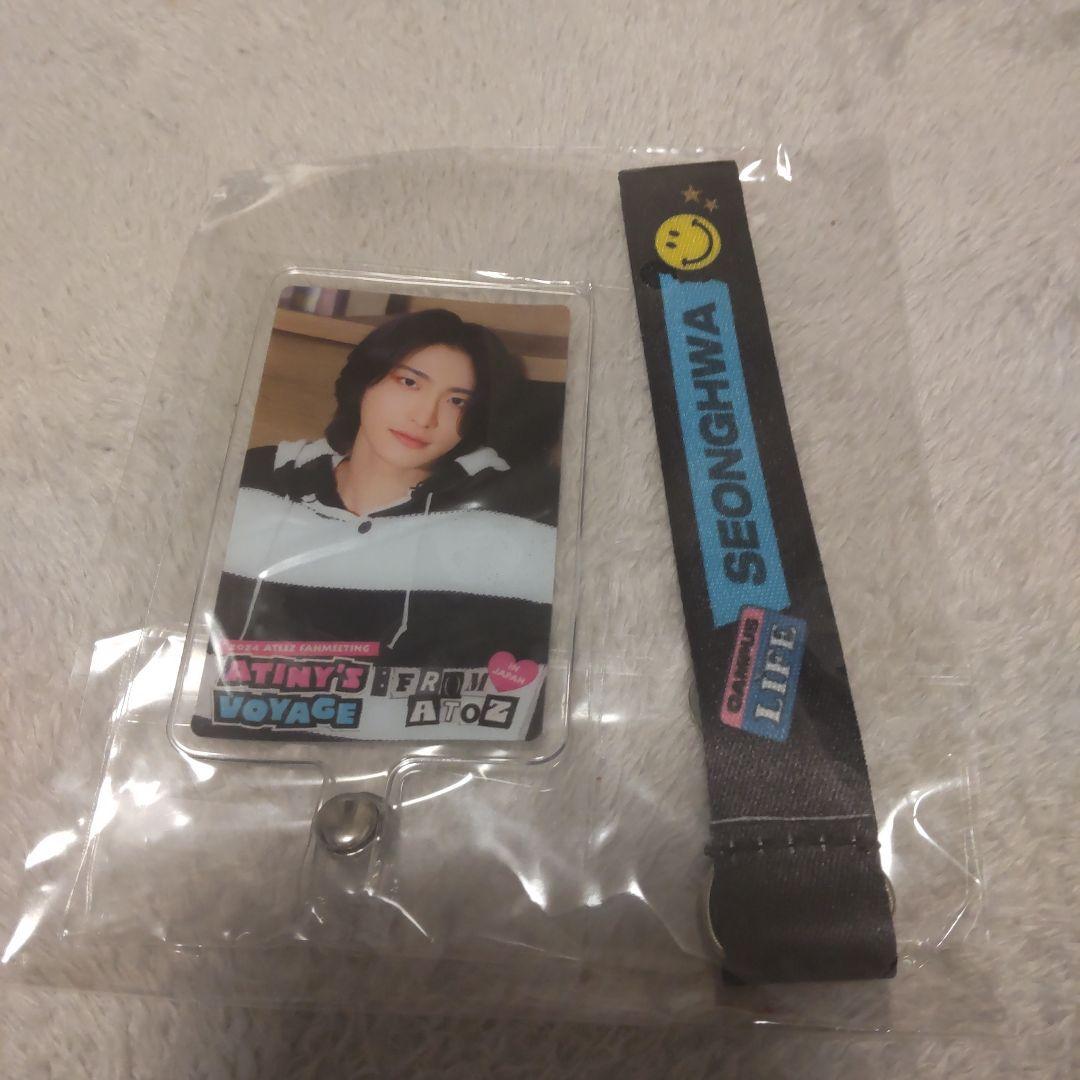 2024 ATEEZ FANMEETING
ATINY'S
VOYAGE
:FROM
A TO Z
IN
JAPAN
SEONGHWA
CAMPUS
LIFE